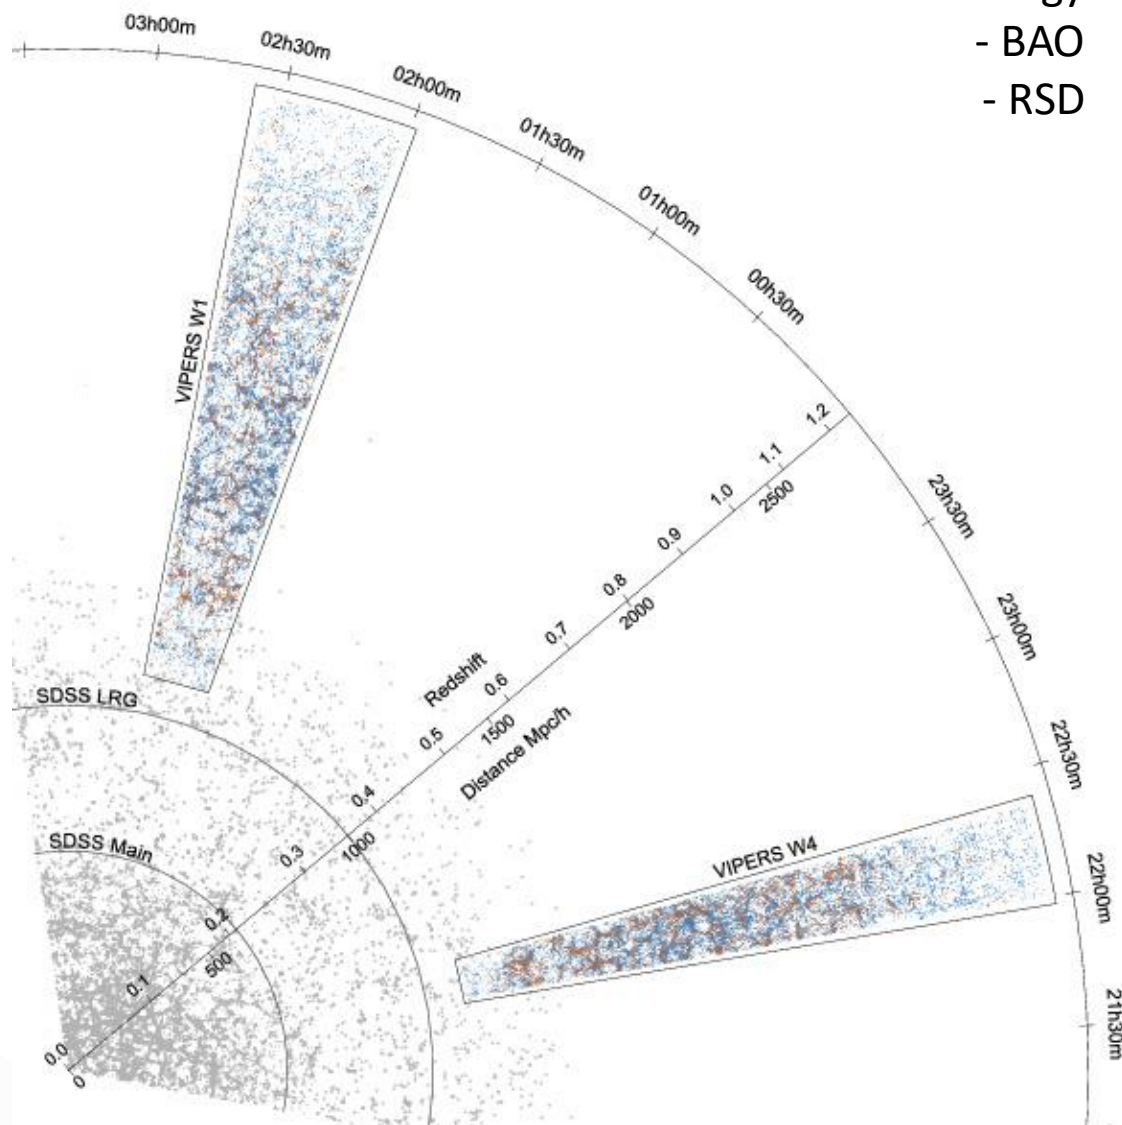 - BAO
- RSD
03h00m
02h30m
02h00m
01h30m
01h00m
00h30m
23h30m
23h00m
22h30m
22h00m
21h30m
VIPERS W1
VIPERS W4
SDSS LRG
SDSS Main
Redshift
0.0
0.1
0.2
0.3
0.4
0.5
0.6
0.7
0.8
0.9
1.0
1.1
1.2
Distance Mpc/h
0
500
1000
1500
2000
2500